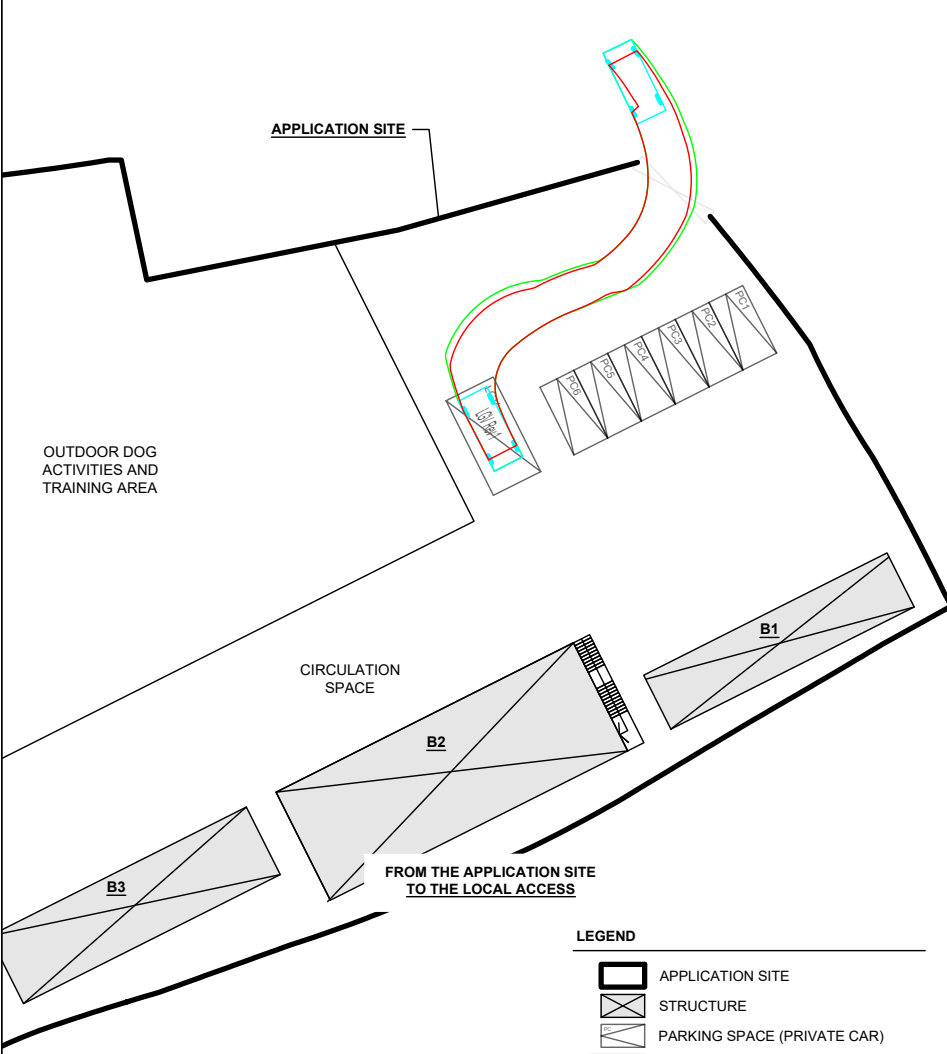 APPLICATION SITE
PC1
PC2
PC3
PC4
PC5
PC6
OUTDOOR DOG
ACTIVITIES AND
TRAINING AREA
B1
CIRCULATION
SPACE
B2
B3
FROM THE APPLICATION SITE
TO THE LOCAL ACCESS
LEGEND
APPLICATION SITE
STRUCTURE
PC
PARKING SPACE (PRIVATE CAR)